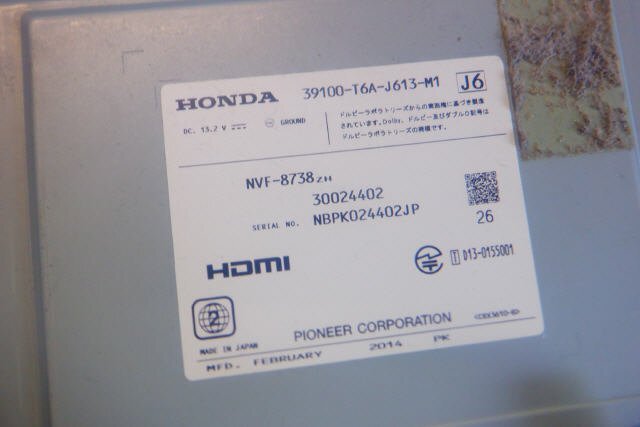 HONDA 39100-T6A-J613-M1 J6
DC. 13.2 V GROUND
ドルビーラボラトリーズからの実施権に基づき製造
されています。Dolby、ドルビー及びダブルD記号は
ドルビーラボラトリーズの商標です。
NVF-8738ZH
30024402
SERIAL NO. NBPK024402JP
26
HDMI
T D13-0155001
2
PIONEER CORPORATION
MADE IN JAPAN
MFD. FEBRUARY 2014 PK